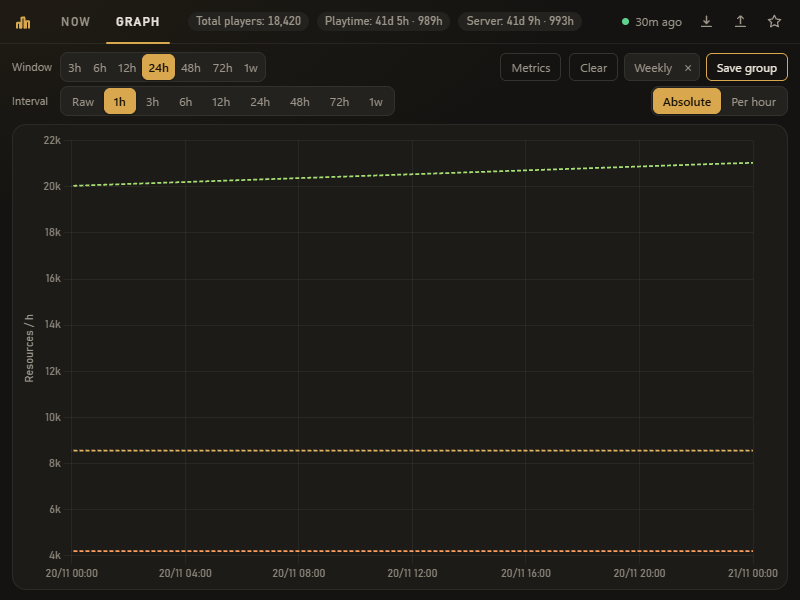 NOW GRAPH Total players: 18,420 Playtime: 41d 5h · 989h Server: 41d 9h · 993h 30m ago
Window 3h 6h 12h 24h 48h 72h 1w Metrics Clear Weekly × Save group
Interval Raw 1h 3h 6h 12h 24h 48h 72h 1w Absolute Per hour
22k
20k
18k
16k
14k
12k
10k
8k
6k
4k
Resources / h
20/11 00:00 20/11 04:00 20/11 08:00 20/11 12:00 20/11 16:00 20/11 20:00 21/11 00:00